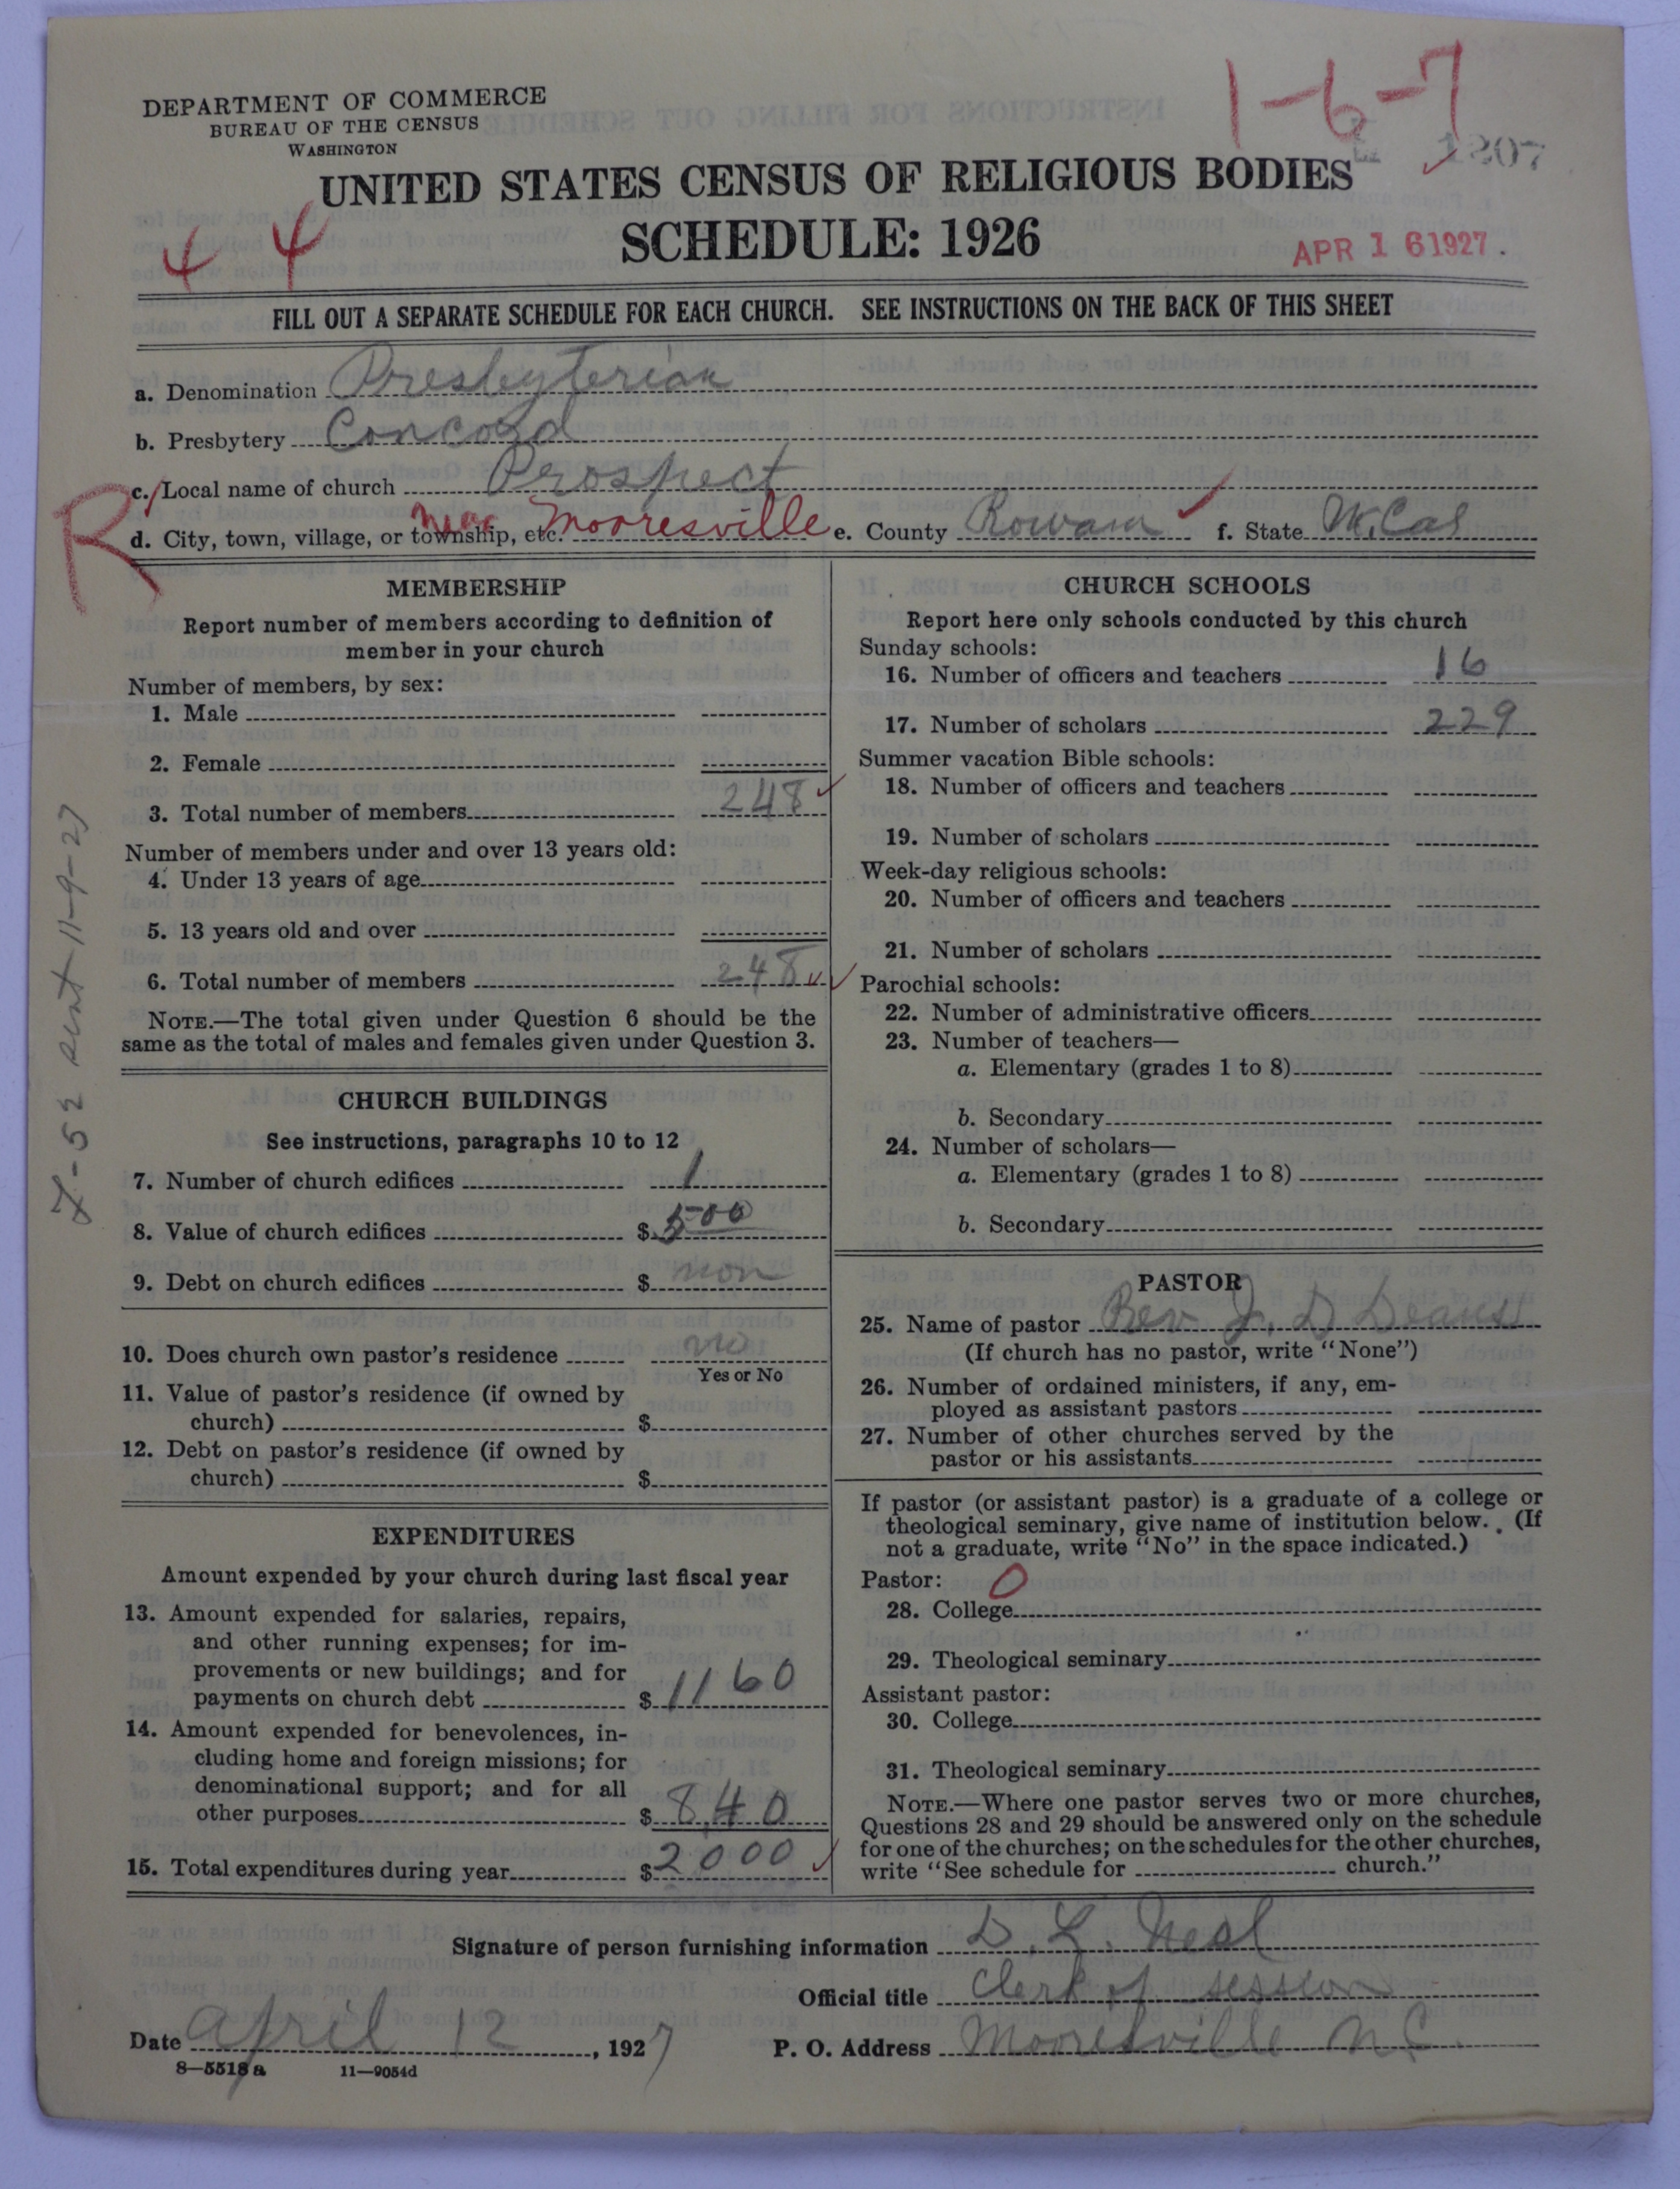 DEPARTMENT OF COMMERCE
BUREAU OF THE CENSUS
WASHINGTON
1-6-7
1807
UNITED STATES CENSUS OF RELIGIOUS BODIES
SCHEDULE: 1926
4 4
APR 16 1927.
FILL OUT A SEPARATE SCHEDULE FOR EACH CHURCH. SEE INSTRUCTIONS ON THE BACK OF THIS SHEET
a. Denomination Presbyterian
b. Presbytery Concord
c. Local name of church Prospect
R
d. City, town, village, or township, etc. near Mooresville e. County Rowan f. State N. Car
MEMBERSHIP
Report number of members according to definition of
member in your church
Number of members, by sex:
1. Male
2. Female
3. Total number of members 248
Number of members under and over 13 years old:
4. Under 13 years of age
5. 13 years old and over
6. Total number of members 248
NOTE.—The total given under Question 6 should be the
same as the total of males and females given under Question 3.
CHURCH BUILDINGS
See instructions, paragraphs 10 to 12
7. Number of church edifices 1
8. Value of church edifices $ 500
9. Debt on church edifices $ non
10. Does church own pastor's residence no
Yes or No
11. Value of pastor's residence (if owned by
church) $
12. Debt on pastor's residence (if owned by
church) $
EXPENDITURES
Amount expended by your church during last fiscal year
13. Amount expended for salaries, repairs,
and other running expenses; for im-
provements or new buildings; and for
payments on church debt $ 1160
14. Amount expended for benevolences, in-
cluding home and foreign missions; for
denominational support; and for all
other purposes $ 840
15. Total expenditures during year $ 2000
CHURCH SCHOOLS
Report here only schools conducted by this church
Sunday schools:
16. Number of officers and teachers 16
17. Number of scholars 229
Summer vacation Bible schools:
18. Number of officers and teachers
19. Number of scholars
Week-day religious schools:
20. Number of officers and teachers
21. Number of scholars
Parochial schools:
22. Number of administrative officers
23. Number of teachers—
a. Elementary (grades 1 to 8)
b. Secondary
24. Number of scholars—
a. Elementary (grades 1 to 8)
b. Secondary
PASTOR
25. Name of pastor Rev J. D Deans
(If church has no pastor, write "None")
26. Number of ordained ministers, if any, em-
ployed as assistant pastors
27. Number of other churches served by the
pastor or his assistants
If pastor (or assistant pastor) is a graduate of a college or
theological seminary, give name of institution below. (If
not a graduate, write "No" in the space indicated.)
Pastor: 0
28. College
29. Theological seminary
Assistant pastor:
30. College
31. Theological seminary
NOTE.—Where one pastor serves two or more churches,
Questions 28 and 29 should be answered only on the schedule
for one of the churches; on the schedules for the other churches,
write "See schedule for church."
Signature of person furnishing information D. L. Neal
Official title Clerk of session
Date April 12, 1927 P. O. Address Mooresville N.C.
8—5518 a 11—9054d
sent 11-9-27